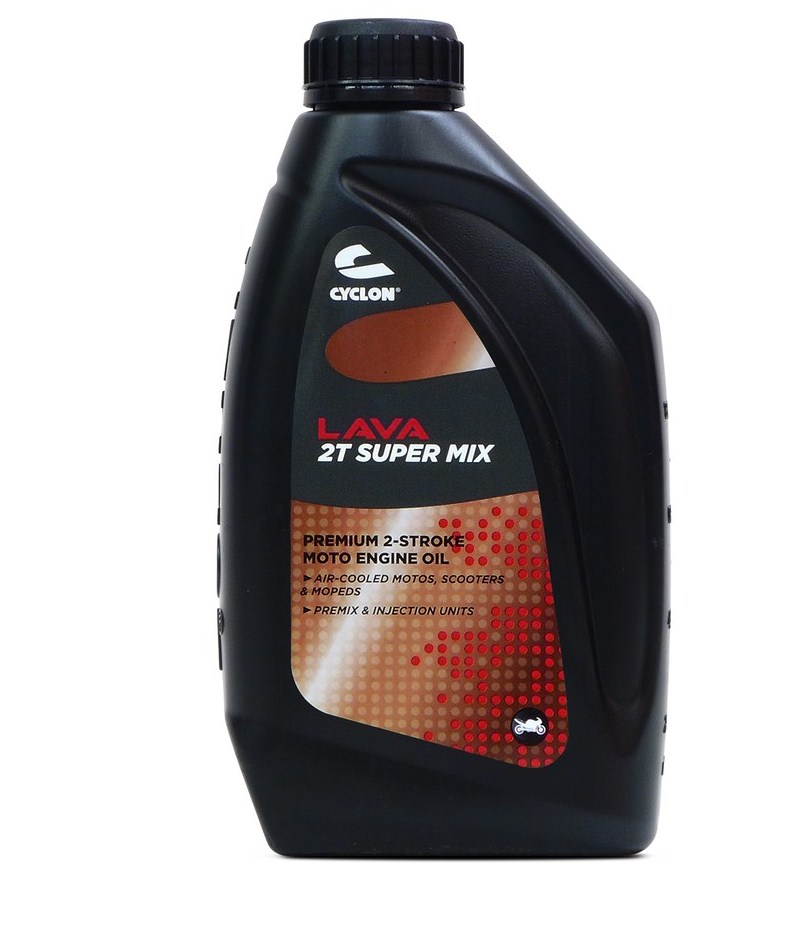 CYCLON®
LAVA
2T SUPER MIX
PREMIUM 2-STROKE
MOTO ENGINE OIL
► AIR-COOLED MOTOS, SCOOTERS
& MOPEDS
► PREMIX & INJECTION UNITS